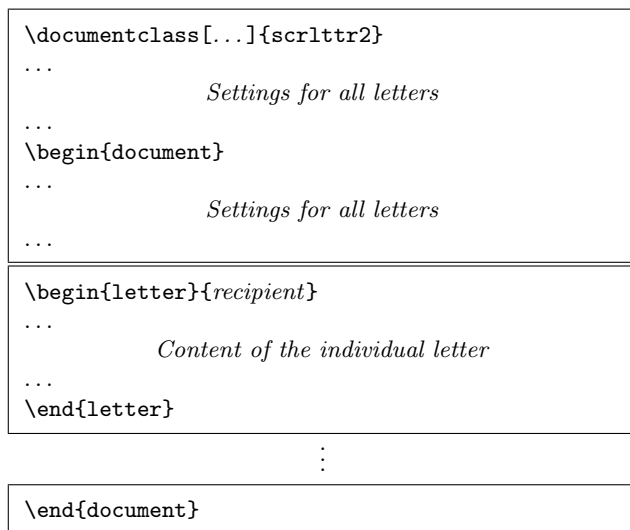 \documentclass[...]{scrlttr2}
...
Settings for all letters
...
\begin{document}
...
Settings for all letters
...
\begin{letter}{recipient}
...
Content of the individual letter
...
\end{letter}
⋮
\end{document}